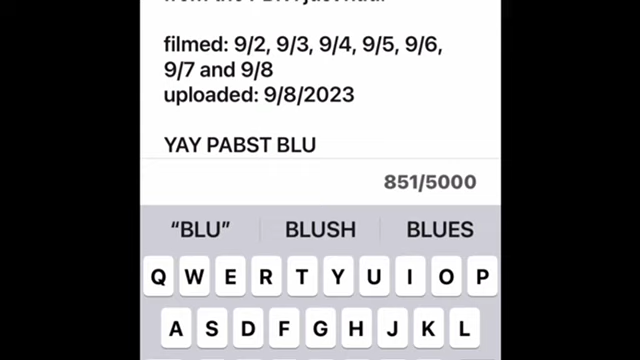 filmed: 9/2, 9/3, 9/4, 9/5, 9/6,
9/7 and 9/8
uploaded: 9/8/2023
YAY PABST BLU
851/5000
“BLU” BLUSH BLUES
Q W E R T Y U I O P
A S D F G H J K L